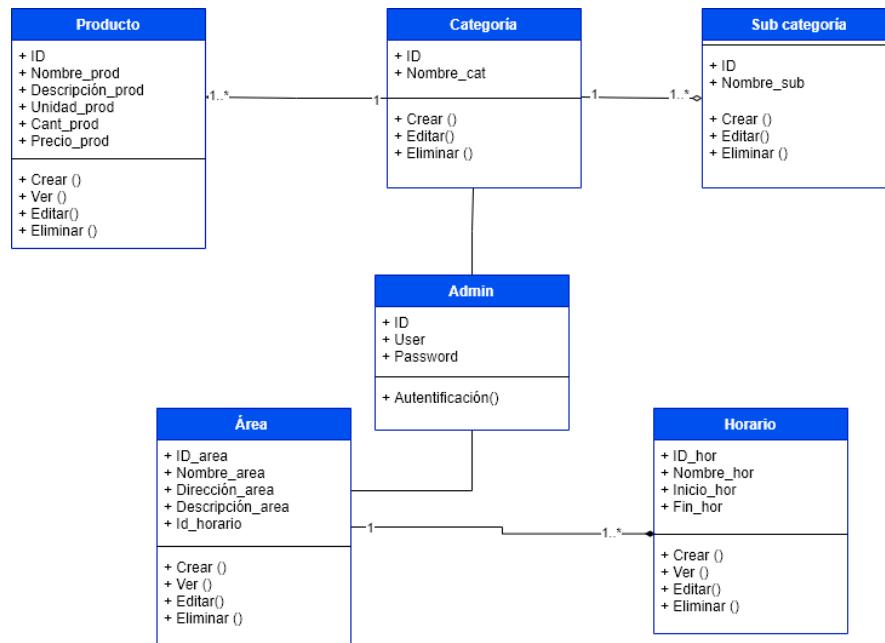 Producto
+ ID
+ Nombre_prod
+ Descripción_prod
+ Unidad_prod
+ Cant_prod
+ Precio_prod
+ Crear ()
+ Ver ()
+ Editar()
+ Eliminar ()
1..*
1
Categoría
+ ID
+ Nombre_cat
+ Crear ()
+ Editar()
+ Eliminar ()
1
1..*
Sub categoría
+ ID
+ Nombre_sub
+ Crear ()
+ Editar()
+ Eliminar ()
Admin
+ ID
+ User
+ Password
+ Autentificación()
Área
+ ID_area
+ Nombre_area
+ Dirección_area
+ Descripción_area
+ Id_horario
+ Crear ()
+ Ver ()
+ Editar()
+ Eliminar ()
1
1..*
Horario
+ ID_hor
+ Nombre_hor
+ Inicio_hor
+ Fin_hor
+ Crear ()
+ Ver ()
+ Editar()
+ Eliminar ()